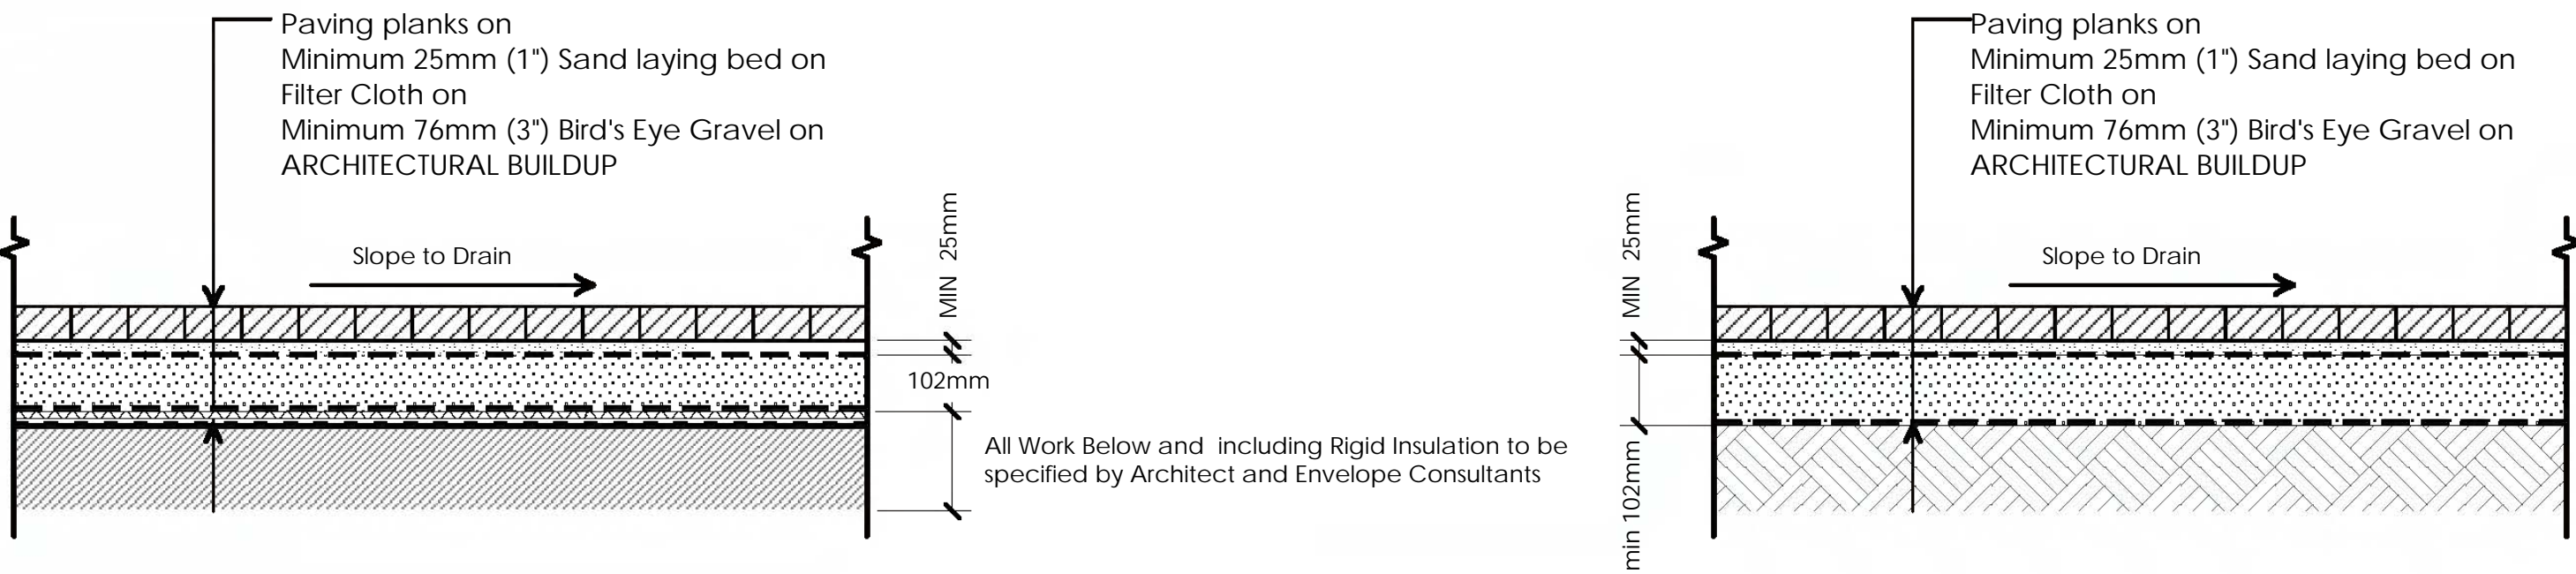 Paving planks on
Minimum 25mm (1") Sand laying bed on
Filter Cloth on
Minimum 76mm (3") Bird's Eye Gravel on
ARCHITECTURAL BUILDUP
Slope to Drain
MIN 25mm
102mm
All Work Below and including Rigid Insulation to be
specified by Architect and Envelope Consultants
Paving planks on
Minimum 25mm (1") Sand laying bed on
Filter Cloth on
Minimum 76mm (3") Bird's Eye Gravel on
ARCHITECTURAL BUILDUP
MIN 25mm
Slope to Drain
min 102mm